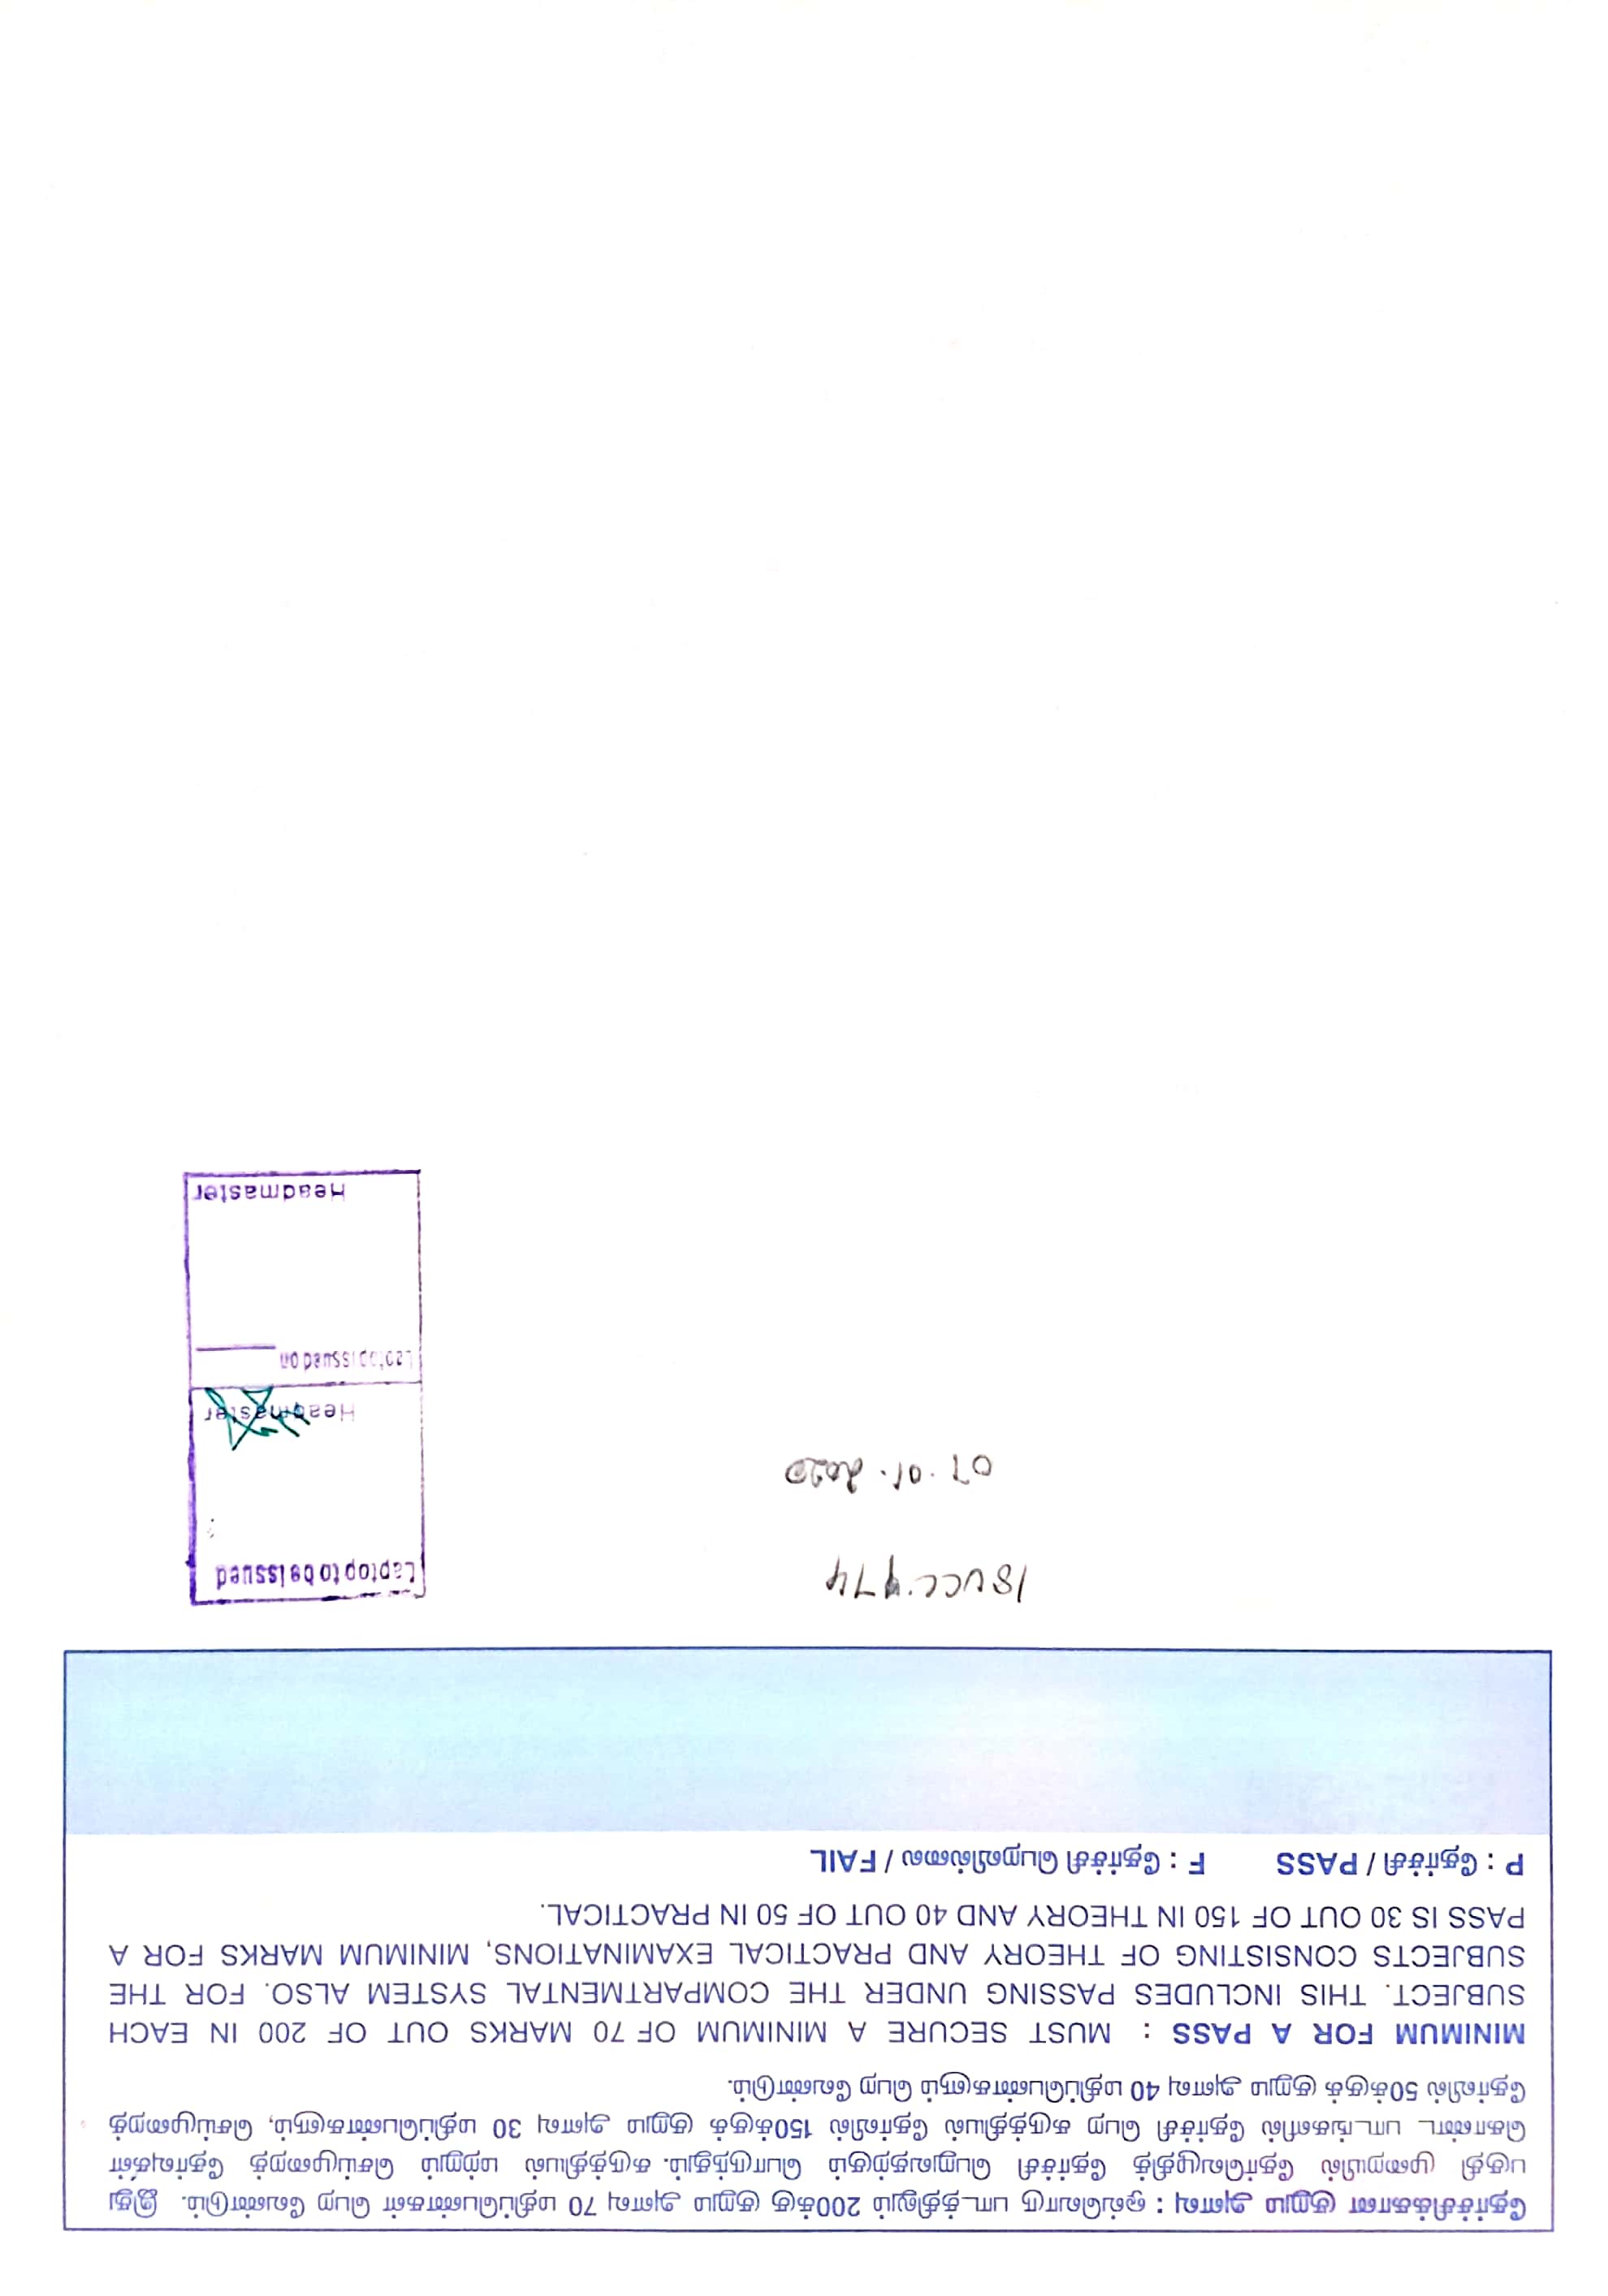 தேர்ச்சிக்கான குறும அளவு : ஒவ்வொரு பாடத்திலும் 200க்கு குறும அளவு 70 மதிப்பெண்கள் பெற வேண்டும். இது
பகுதி முறையில் தேர்வெழுதித் தேர்ச்சி பெறுவதற்கும் பொருந்தும். கருத்தியல் மற்றும் செய்முறைத் தேர்வுகள்
கொண்ட பாடங்களில் தேர்ச்சி பெற கருத்தியல் தேர்வில் 150க்குக் குறும அளவு 30 மதிப்பெண்களும், செய்முறைத்
தேர்வில் 50க்குக் குறும அளவு 40 மதிப்பெண்களும் பெற வேண்டும்.
MINIMUM FOR A PASS : MUST SECURE A MINIMUM OF 70 MARKS OUT OF 200 IN EACH
SUBJECT. THIS INCLUDES PASSING UNDER THE COMPARTMENTAL SYSTEM ALSO. FOR THE
SUBJECTS CONSISTING OF THEORY AND PRACTICAL EXAMINATIONS, MINIMUM MARKS FOR A
PASS IS 30 OUT OF 150 IN THEORY AND 40 OUT OF 50 IN PRACTICAL.
P : தேர்ச்சி / PASS F : தேர்ச்சி பெறவில்லை / FAIL
Laptop to be issued
07.01.2020
Headmaster
Laptop issued on
Headmaster